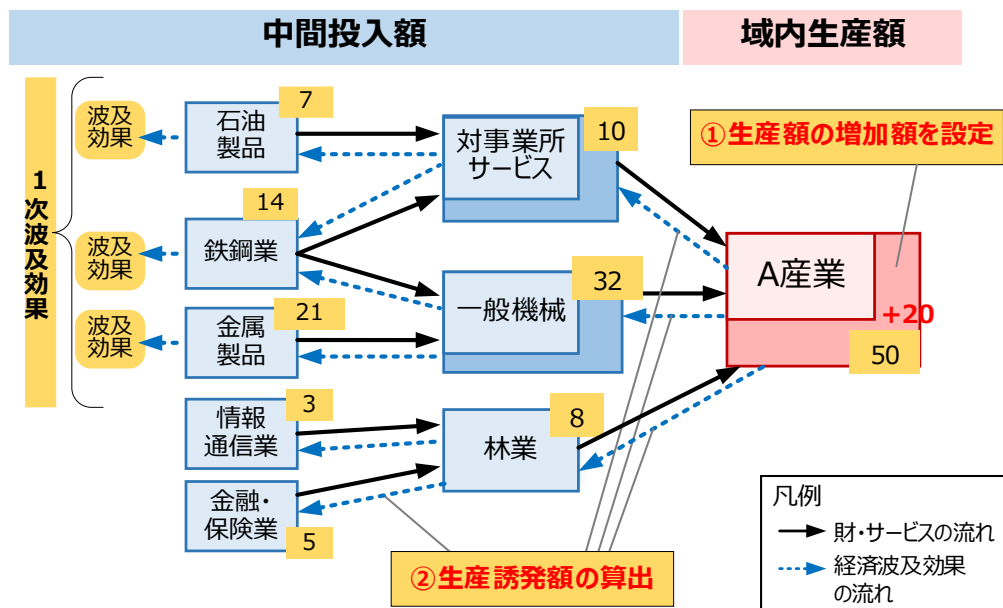 中間投入額
域内生産額
1次波及効果
波及
効果
石油
製品
7
対事業所
サービス
10
①生産額の増加額を設定
波及
効果
鉄鋼業
14
A産業
+20
50
波及
効果
金属
製品
21
一般機械
32
情報
通信業
3
林業
8
金融・
保険業
5
②生産誘発額の算出
凡例
財・サービスの流れ
経済波及効果
の流れ